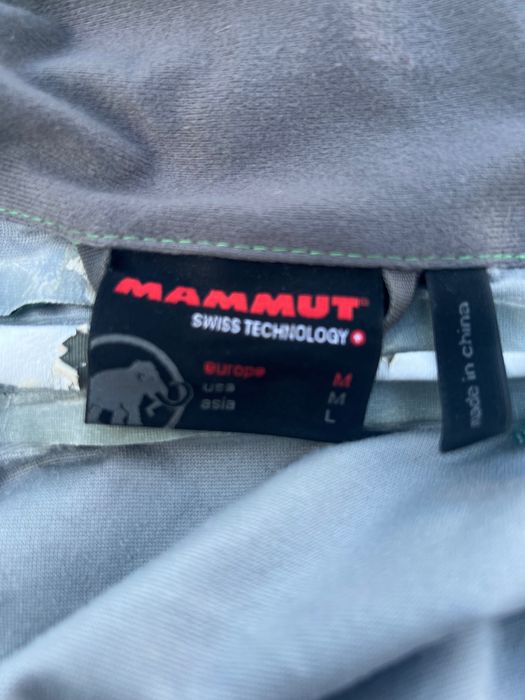 MAMMUT
SWISS TECHNOLOGY
europe M
usa M
asia L
made in china